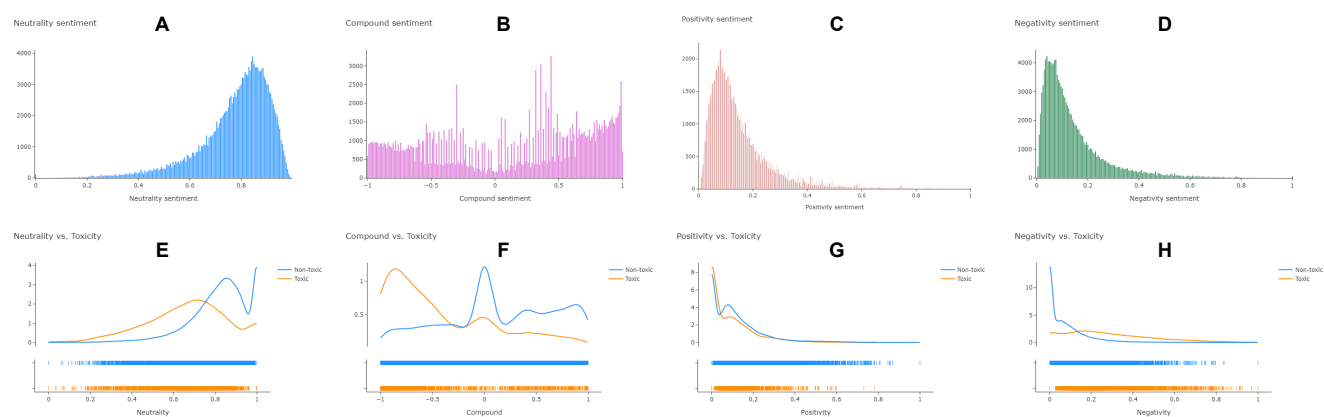 Neutrality sentiment
A
4000
3000
2000
1000
0
0 0.2 0.4 0.6 0.8
Neutrality sentiment
Compound sentiment
B
3000
2500
2000
1500
1000
500
0
−1 −0.5 0 0.5 1
Compound sentiment
Positivity sentiment
C
2000
1500
1000
500
0
0 0.2 0.4 0.6 0.8 1
Positivity sentiment
Negativity sentiment
D
4000
3500
3000
2500
2000
1500
1000
500
0
0 0.2 0.4 0.6 0.8 1
Negativity sentiment
Neutrality vs. Toxicity
E
Non-toxic
Toxic
4
3
2
1
0
0 0.2 0.4 0.6 0.8 1
Neutrality
Compound vs. Toxicity
F
Non-toxic
Toxic
1
0.5
−1 −0.5 0 0.5 1
Compound
Positivity vs. Toxicity
G
Non-toxic
Toxic
8
6
4
2
0
0 0.2 0.4 0.6 0.8 1
Positivity
Negativity vs. Toxicity
H
Non-toxic
Toxic
10
5
0
0 0.2 0.4 0.6 0.8 1
Negativity